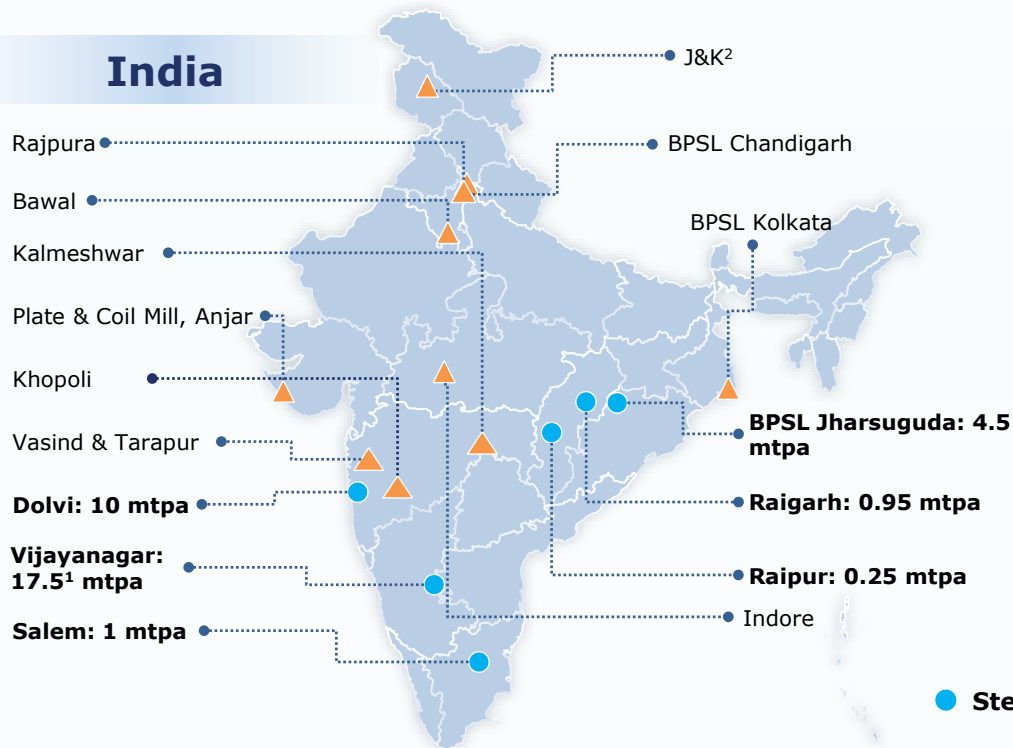 India
J&K²
Rajpura
BPSL Chandigarh
Bawal
BPSL Kolkata
Kalmeshwar
Plate & Coil Mill, Anjar
Khopoli
Vasind & Tarapur
BPSL Jharsuguda: 4.5
mtpa
Dolvi: 10 mtpa
Raigarh: 0.95 mtpa
Vijayanagar:
17.5¹ mtpa
Raipur: 0.25 mtpa
Indore
Salem: 1 mtpa